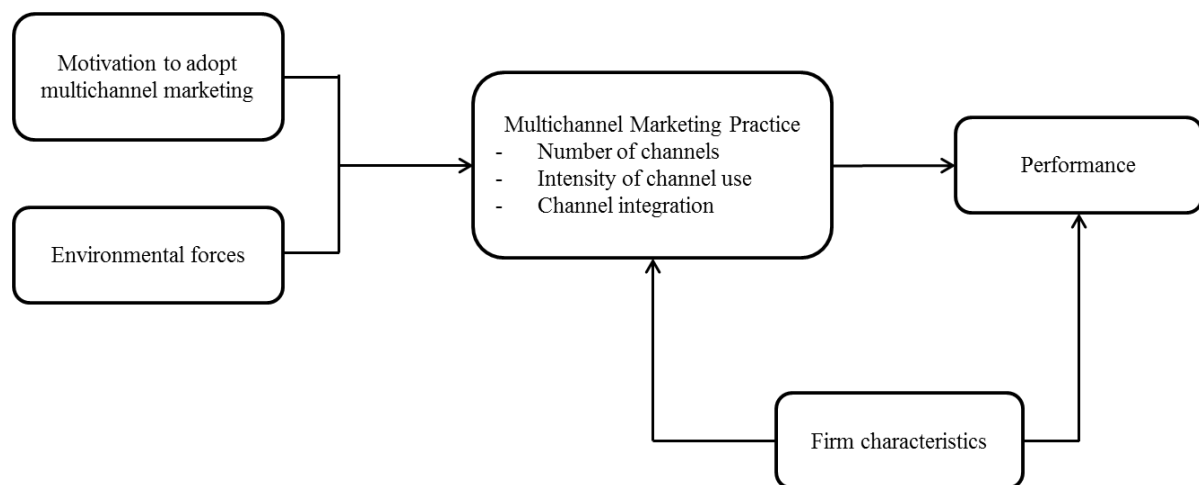 Motivation to adopt
multichannel marketing
Environmental forces
Multichannel Marketing Practice
- Number of channels
- Intensity of channel use
- Channel integration
Performance
Firm characteristics